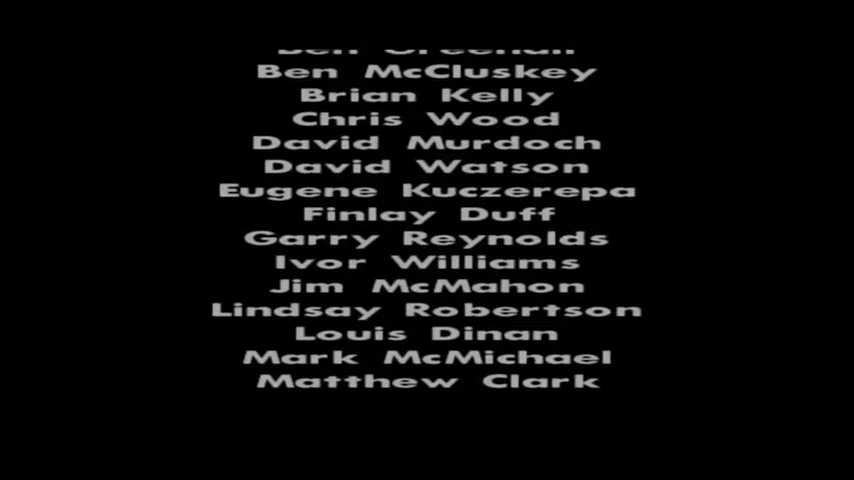 Ben
Ben McCluskey
Brian Kelly
Chris Wood
David Murdoch
David Watson
Eugene Kuczerepa
Finlay Duff
Garry Reynolds
Ivor Williams
Jim McMahon
Lindsay Robertson
Louis Dinan
Mark McMichael
Matthew Clark